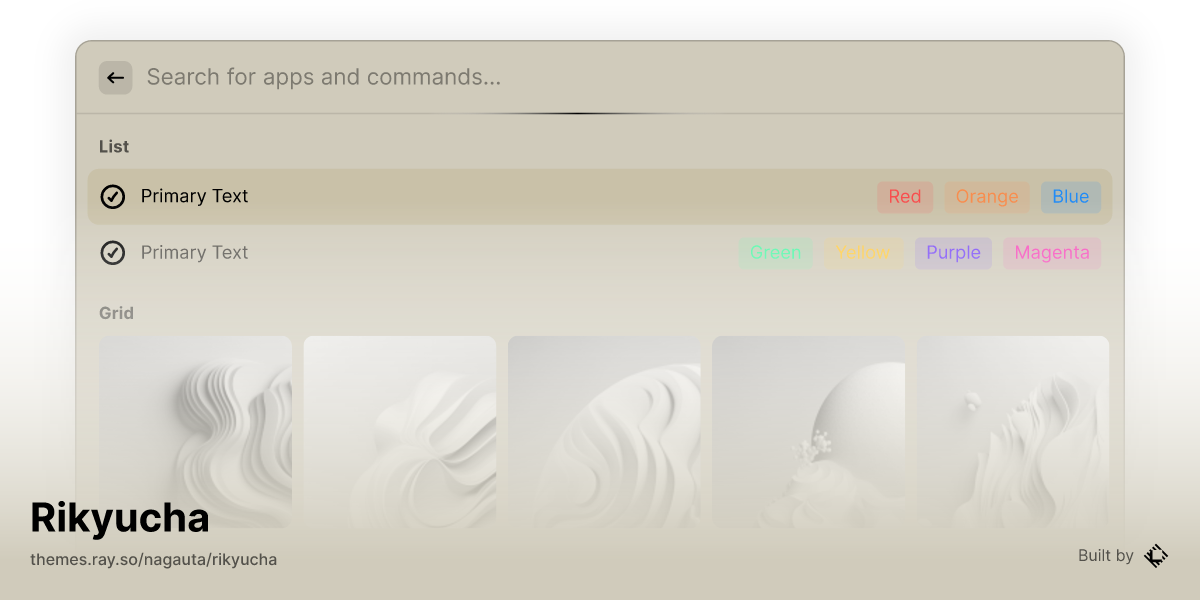 Search for apps and commands...
List
Primary Text Red Orange Blue
Primary Text Green Yellow Purple Magenta
Grid
Rikyucha
themes.ray.so/nagauta/rikyucha
Built by